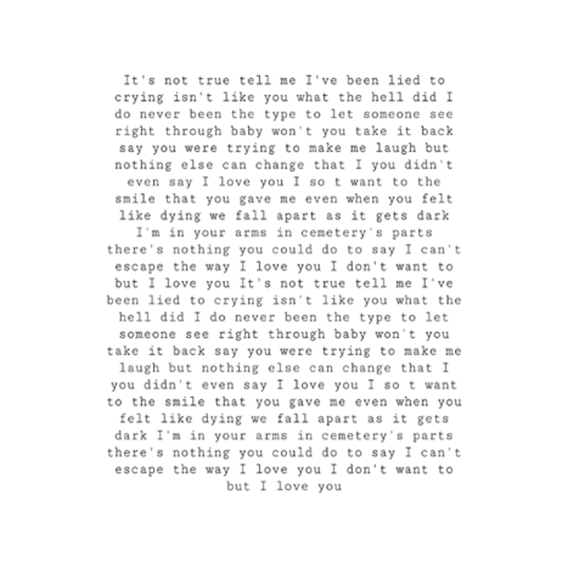 It's not true tell me I've been lied to
crying isn't like you what the hell did I
do never been the type to let someone see
right through baby won't you take it back
say you were trying to make me laugh but
nothing else can change that I you didn't
even say I love you I so t want to the
smile that you gave me even when you felt
like dying we fall apart as it gets dark
I'm in your arms in cemetery's parts
there's nothing you could do to say I can't
escape the way I love you I don't want to
but I love you It's not true tell me I've
been lied to crying isn't like you what the
hell did I do never been the type to let
someone see right through baby won't you
take it back say you were trying to make me
laugh but nothing else can change that I
you didn't even say I love you I so t want
to the smile that you gave me even when you
felt like dying we fall apart as it gets
dark I'm in your arms in cemetery's parts
there's nothing you could do to say I can't
escape the way I love you I don't want to
but I love you